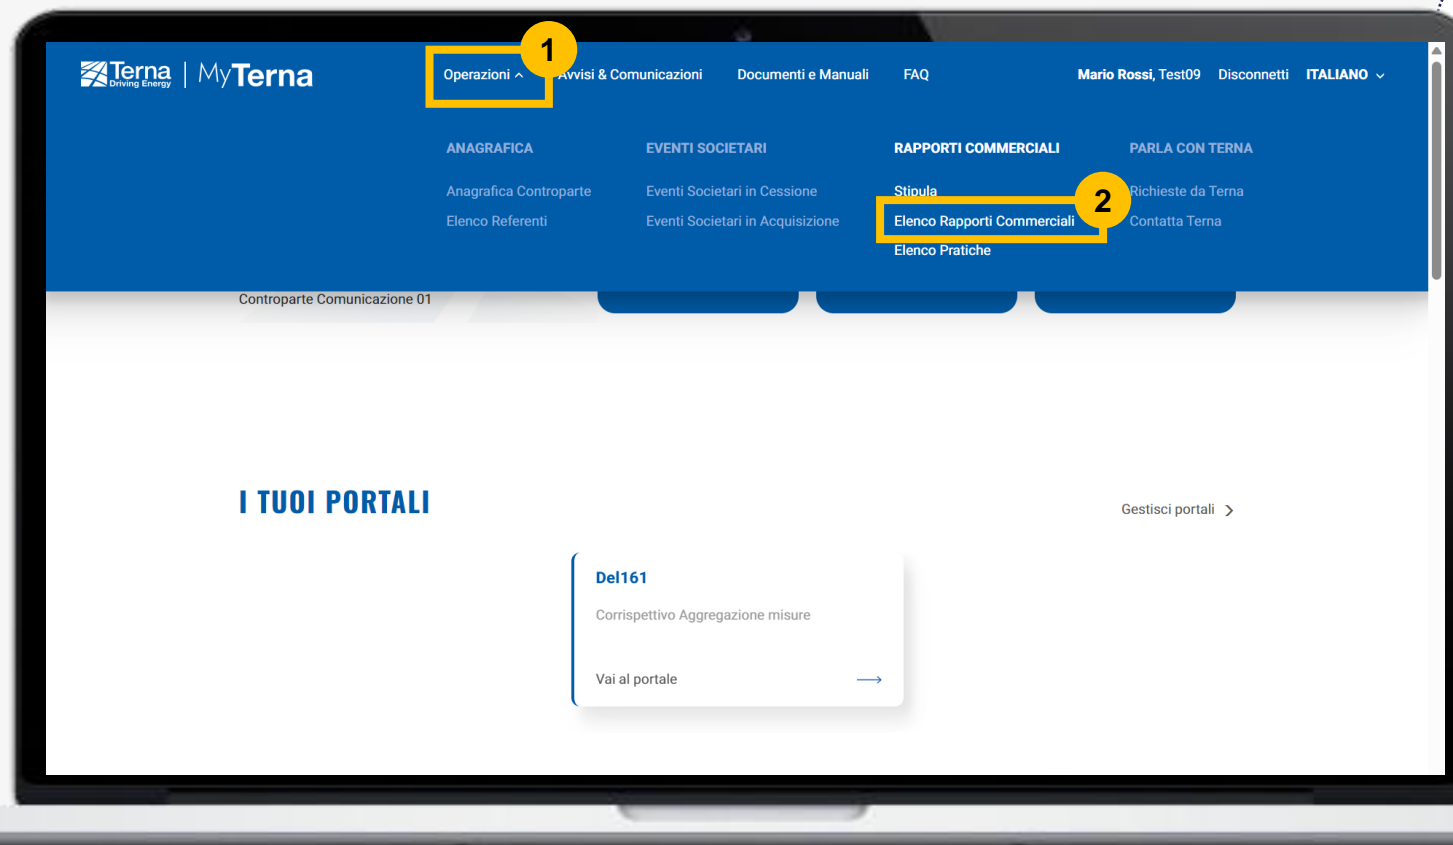 1
Terna
Driving Energy
MyTerna
Operazioni
Avvisi & Comunicazioni
Documenti e Manuali
FAQ
Mario Rossi, Test09
Disconnetti
ITALIANO
ANAGRAFICA
Anagrafica Controparte
Elenco Referenti
EVENTI SOCIETARI
Eventi Societari in Cessione
Eventi Societari in Acquisizione
RAPPORTI COMMERCIALI
Stipula
2
Elenco Rapporti Commerciali
Elenco Pratiche
PARLA CON TERNA
Richieste da Terna
Contatta Terna
Controparte Comunicazione 01
I TUOI PORTALI
Gestisci portali
Del161
Corrispettivo Aggregazione misure
Vai al portale